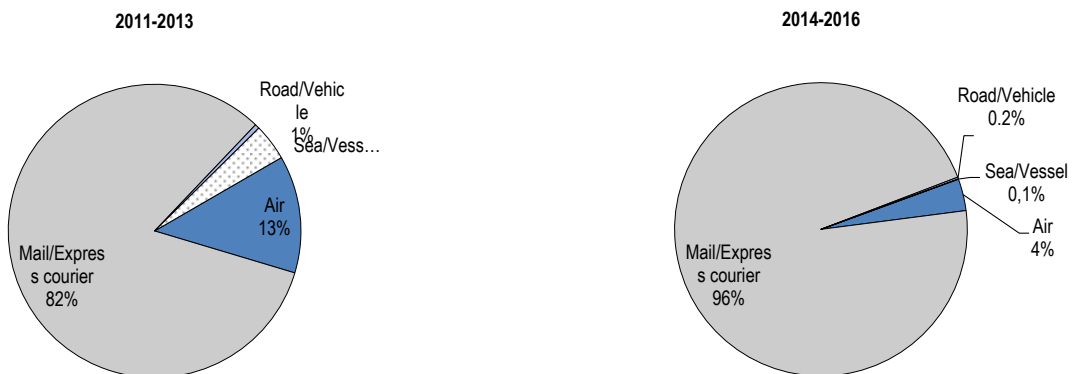 2011-2013
Road/Vehic
le
1%
Sea/Vess…
Air
13%
Mail/Expres
s courier
82%
2014-2016
Road/Vehicle
0.2%
Sea/Vessel
0,1%
Air
4%
Mail/Expres
s courier
96%